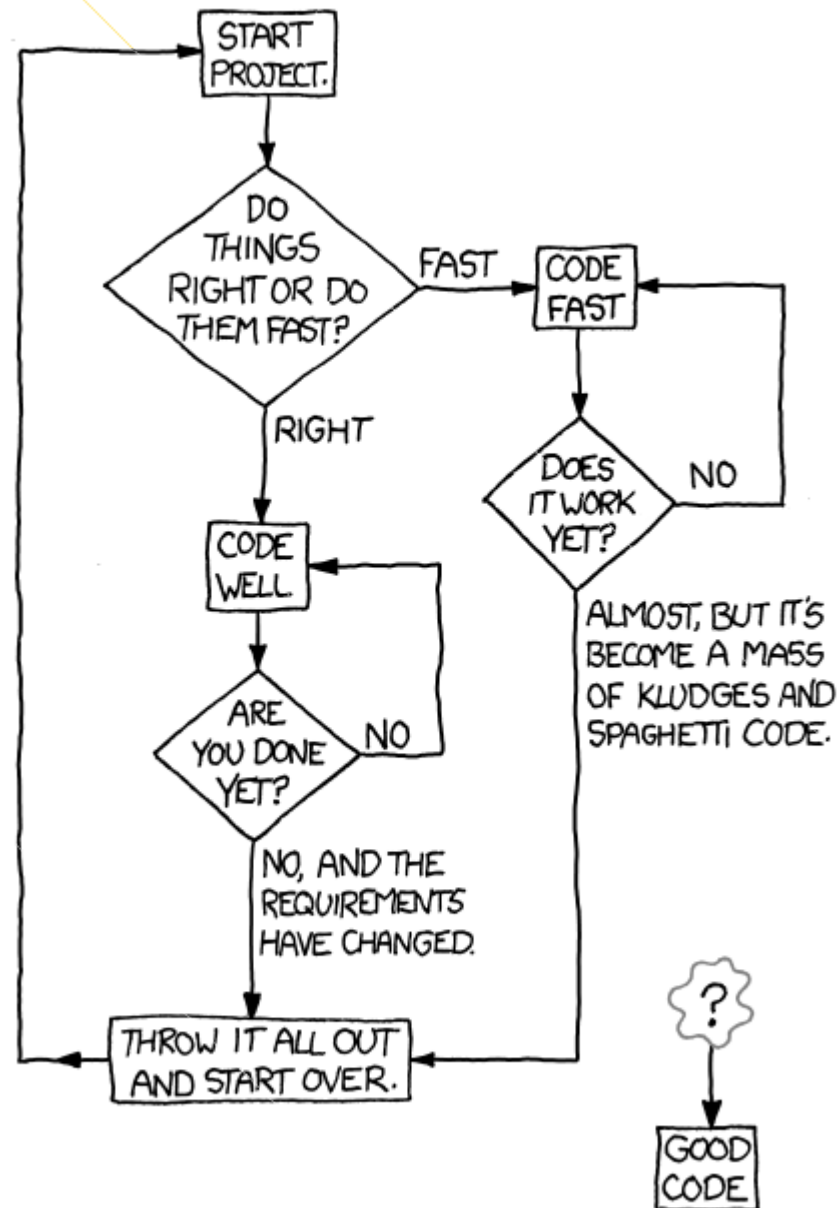 START
PROJECT.
DO
THINGS
RIGHT OR DO
THEM FAST?
FAST
CODE
FAST
RIGHT
DOES
IT WORK
YET?
NO
CODE
WELL.
ALMOST, BUT IT'S
BECOME A MASS
OF KLUDGES AND
SPAGHETTI CODE.
ARE
YOU DONE
YET?
NO
NO, AND THE
REQUIREMENTS
HAVE CHANGED.
THROW IT ALL OUT
AND START OVER.
?
GOOD
CODE